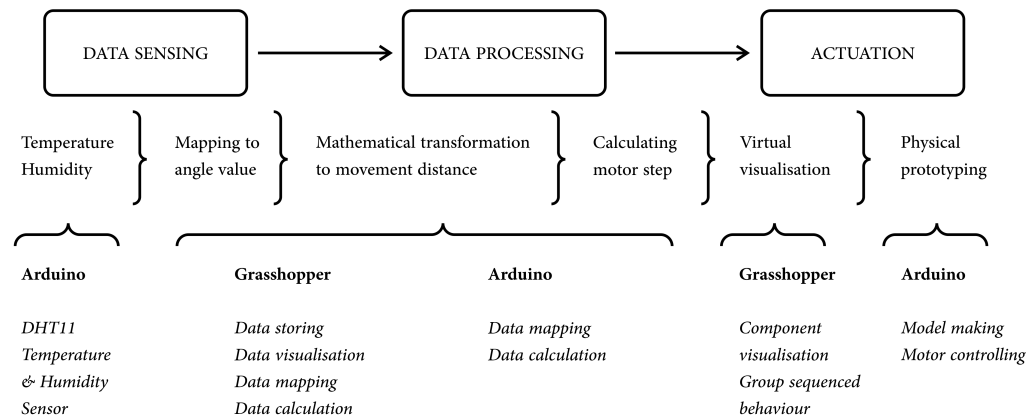 DATA SENSING
DATA PROCESSING
ACTUATION
Temperature
Humidity
Mapping to
angle value
Mathematical transformation
to movement distance
Calculating
motor step
Virtual
visualisation
Physical
prototyping
Arduino
DHT11
Temperature
& Humidity
Sensor
Grasshopper
Data storing
Data visualisation
Data mapping
Data calculation
Arduino
Data mapping
Data calculation
Grasshopper
Component
visualisation
Group sequenced
behaviour
Arduino
Model making
Motor controlling